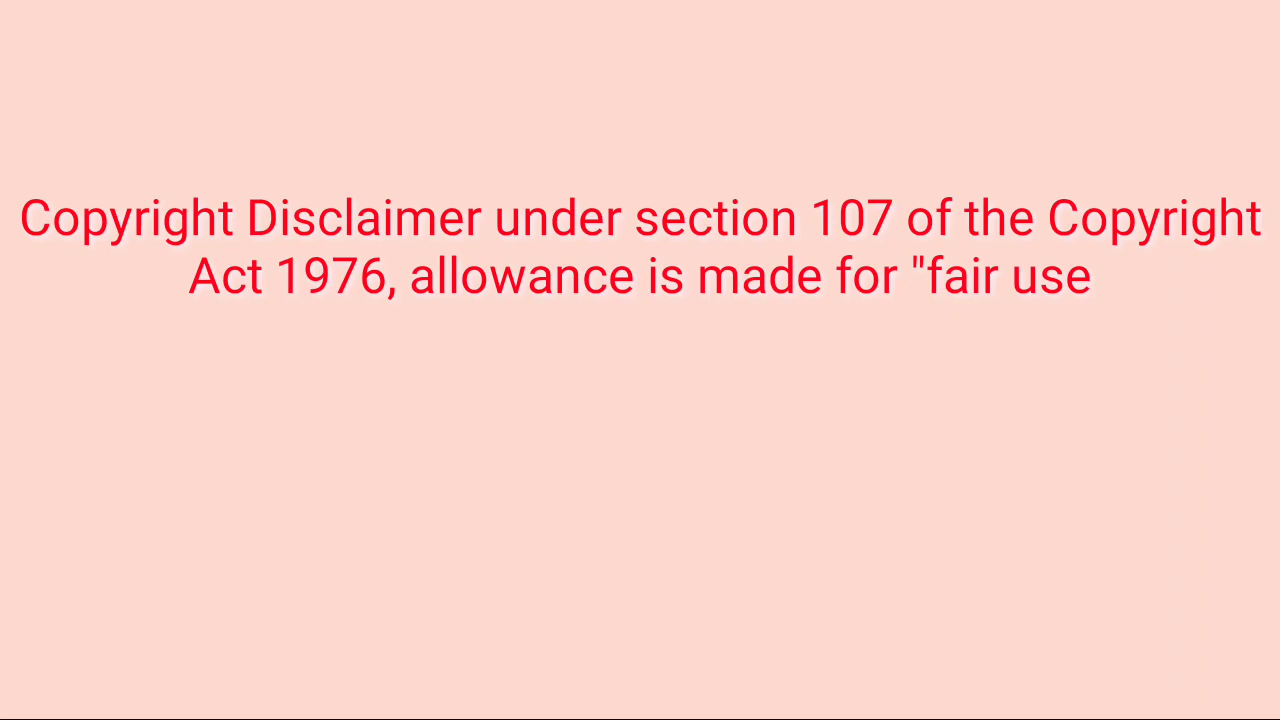 Copyright Disclaimer under section 107 of the Copyright
Act 1976, allowance is made for "fair use